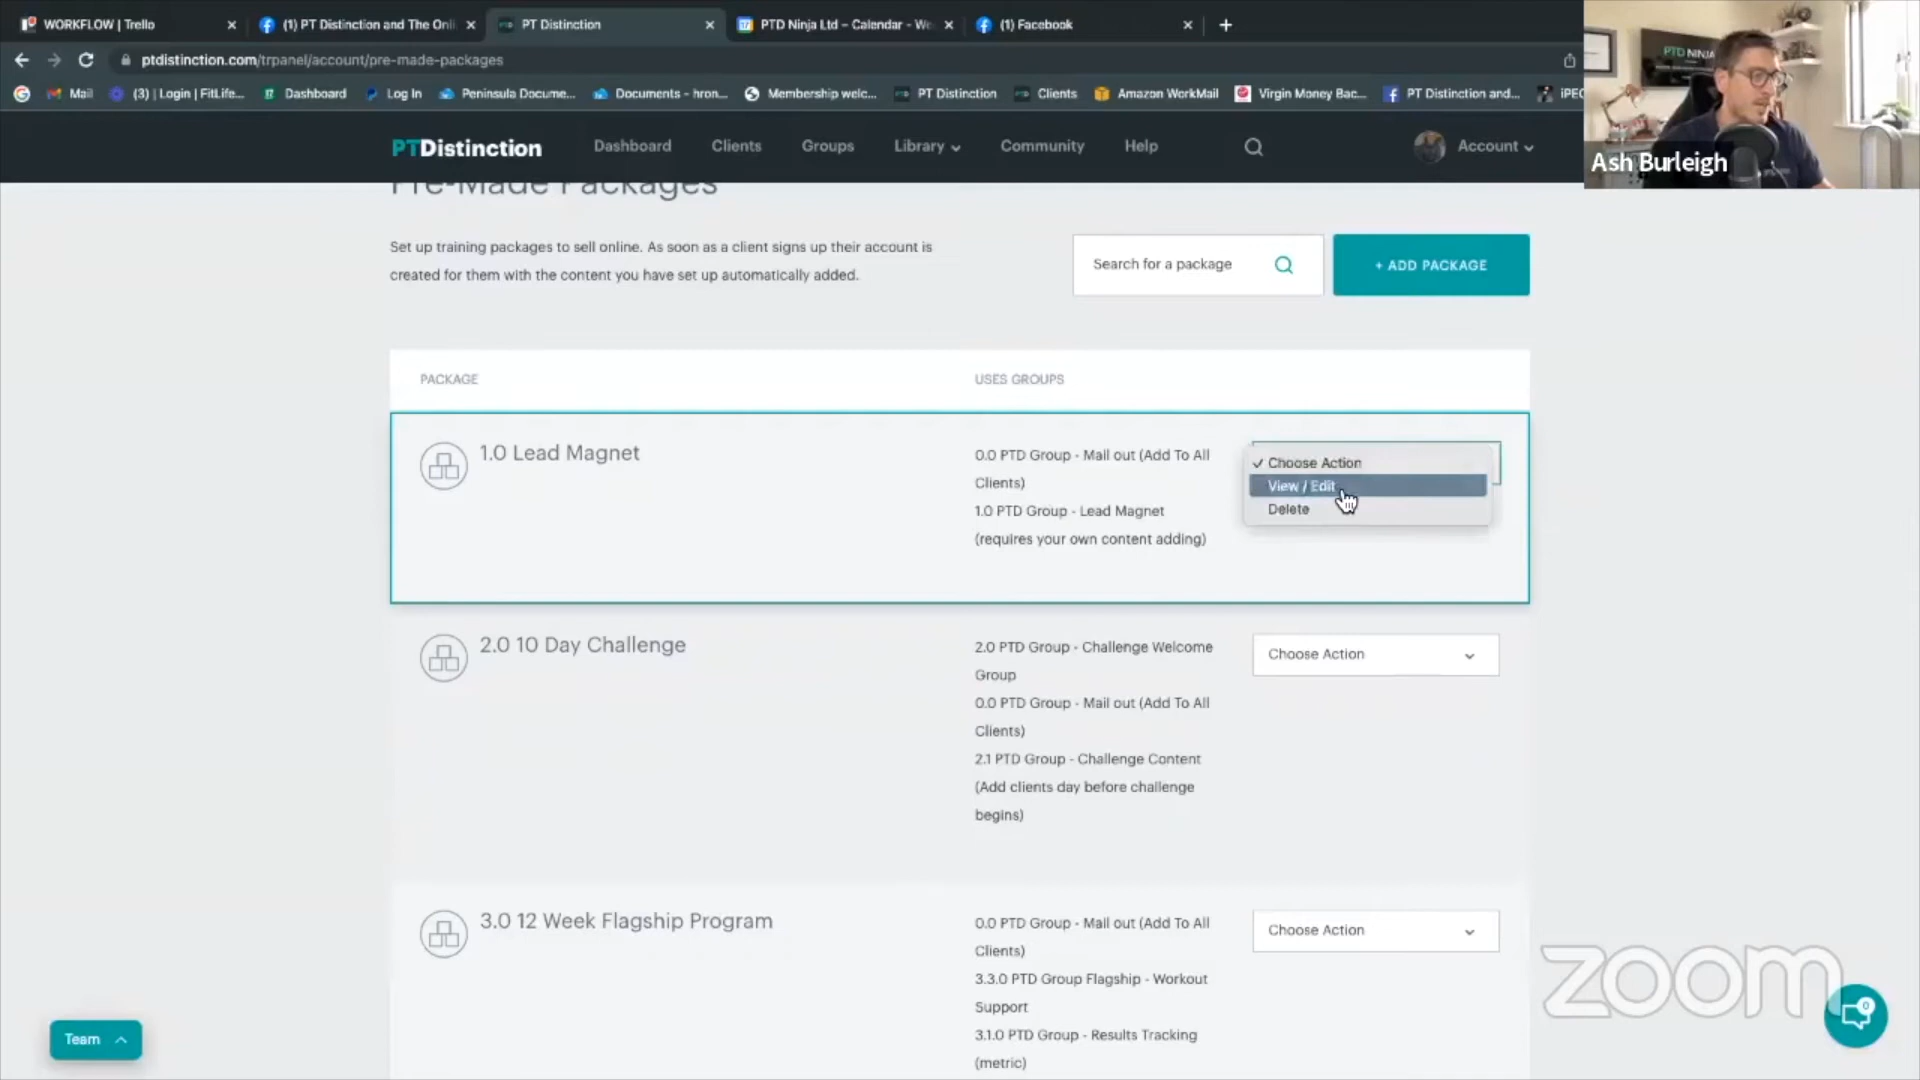 WORKFLOW | Trello
(1) PT Distinction and The Onli
PT Distinction
PTD Ninja Ltd – Calendar - We
(1) Facebook
ptdistinction.com/trpanel/account/pre-made-packages
Mail
(3) | Login | FitLife...
Dashboard
Log In
Peninsula Docume...
Documents - hron...
Membership welc...
PT Distinction
Clients
Amazon WorkMail
Virgin Money Bac...
PT Distinction and...
iPEC
PTD NINJA
Ash Burleigh
PTDistinction
Dashboard
Clients
Groups
Library
Community
Help
Account
Pre-Made Packages
Set up training packages to sell online. As soon as a client signs up their account is
created for them with the content you have set up automatically added.
Search for a package
+ ADD PACKAGE
PACKAGE
USES GROUPS
1.0 Lead Magnet
0.0 PTD Group - Mail out (Add To All
Clients)
1.0 PTD Group - Lead Magnet
(requires your own content adding)
✓ Choose Action
View / Edit
Delete
2.0 10 Day Challenge
2.0 PTD Group - Challenge Welcome
Group
0.0 PTD Group - Mail out (Add To All
Clients)
2.1 PTD Group - Challenge Content
(Add clients day before challenge
begins)
Choose Action
3.0 12 Week Flagship Program
0.0 PTD Group - Mail out (Add To All
Clients)
3.3.0 PTD Group Flagship - Workout
Support
3.1.0 PTD Group - Results Tracking
(metric)
Choose Action
Team
zoom
0